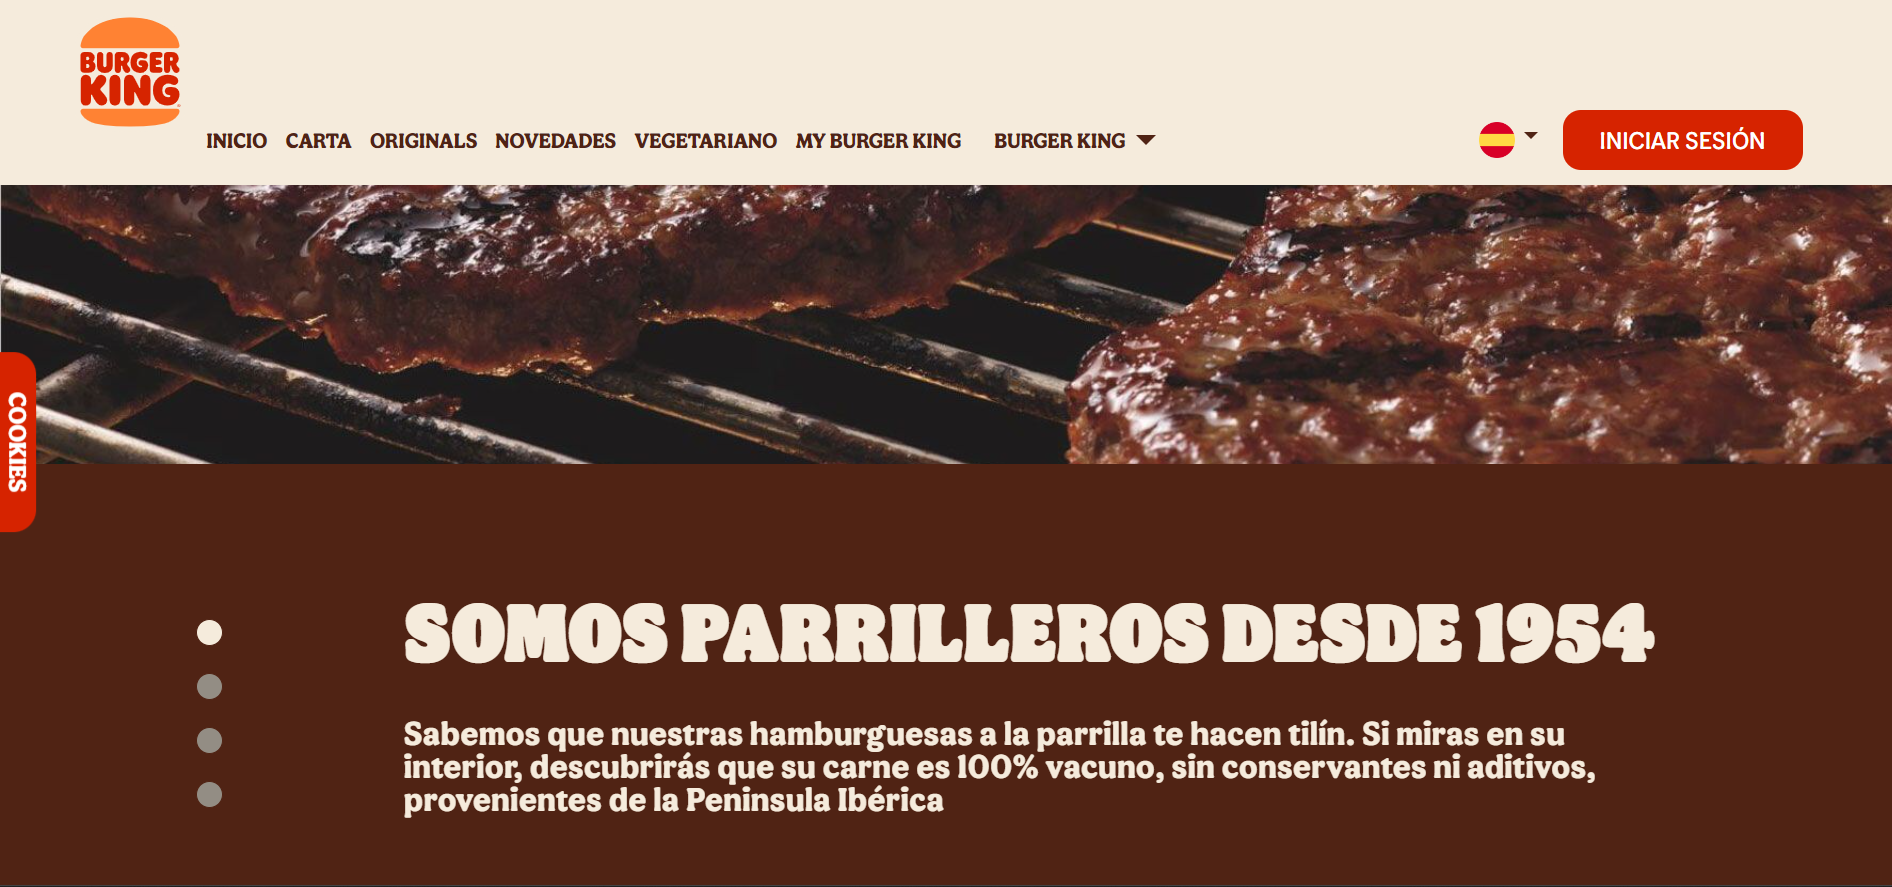 BURGER
KING
INICIO CARTA ORIGINALS NOVEDADES VEGETARIANO MY BURGER KING BURGER KING
INICIAR SESIÓN
COOKIES
SOMOS PARRILLEROS DESDE 1954
Sabemos que nuestras hamburguesas a la parrilla te hacen tilín. Si miras en su
interior, descubrirás que su carne es 100% vacuno, sin conservantes ni aditivos,
provenientes de la Peninsula Ibérica